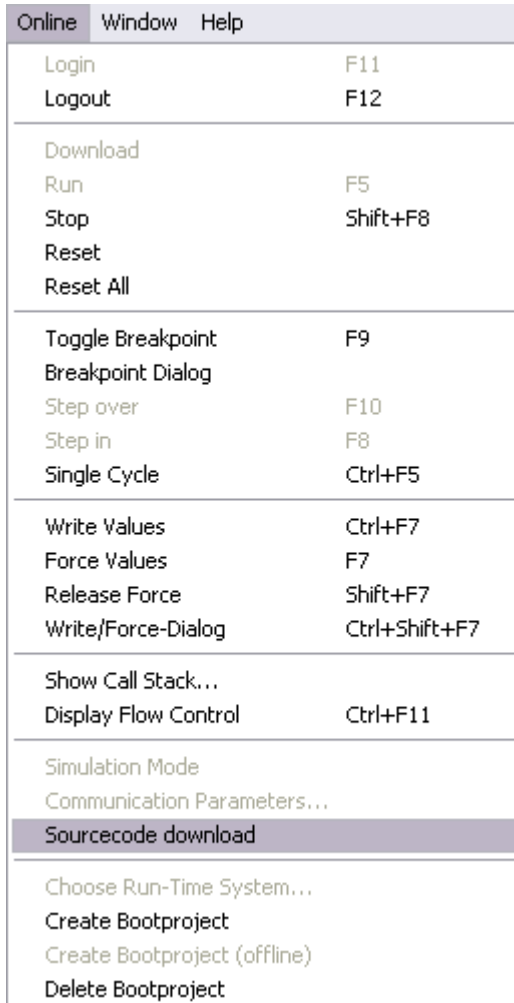 Online Window Help
Login F11
Logout F12
Download
Run F5
Stop Shift+F8
Reset
Reset All
Toggle Breakpoint F9
Breakpoint Dialog
Step over F10
Step in F8
Single Cycle Ctrl+F5
Write Values Ctrl+F7
Force Values F7
Release Force Shift+F7
Write/Force-Dialog Ctrl+Shift+F7
Show Call Stack...
Display Flow Control Ctrl+F11
Simulation Mode
Communication Parameters...
Sourcecode download
Choose Run-Time System...
Create Bootproject
Create Bootproject (offline)
Delete Bootproject